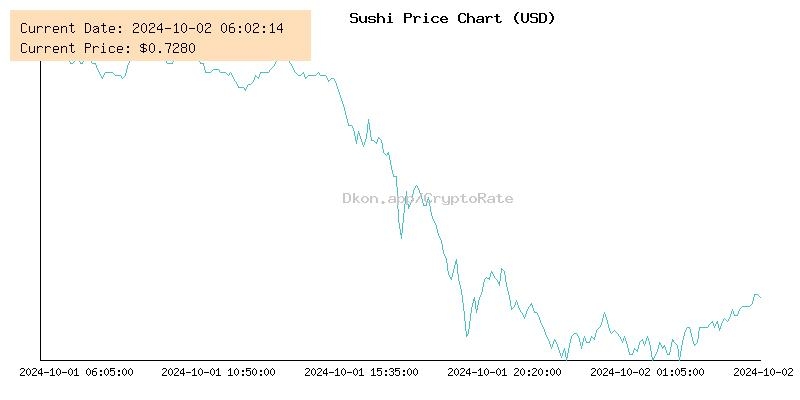 Sushi Price Chart (USD)
Current Date: 2024-10-02 06:02:14
Current Price: $0.7280
Dkon.app/CryptoRate
2024-10-01 06:05:00 2024-10-01 10:50:00 2024-10-01 15:35:00 2024-10-01 20:20:00 2024-10-02 01:05:00 2024-10-02